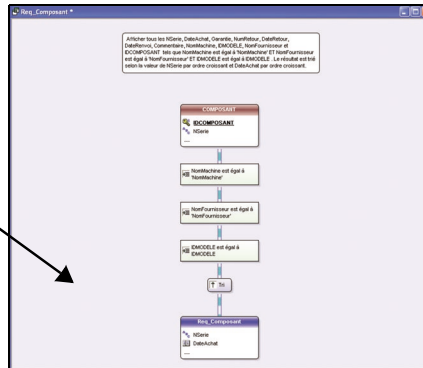 Req_Composant *
Afficher tous les NSerie, DateAchat, Garantie, NumRetour, DateRetour,
DateRenvoi, Commentaire, NomMachine, IDMODELE, NomFournisseur et
IDCOMPOSANT tels que NomMachine est égal à 'NomMachine' ET NomFournisseur
est égal à 'NomFournisseur' ET IDMODELE est égal à IDMODELE . Le résultat est trié
selon la valeur de NSerie par ordre croissant et DateAchat par ordre croissant.
COMPOSANT
IDCOMPOSANT
NSerie
...
NomMachine est égal à
'NomMachine'
NomFournisseur est égal à
'NomFournisseur'
IDMODELE est égal à
IDMODELE
Tri
Req_Composant
NSerie
DateAchat
...